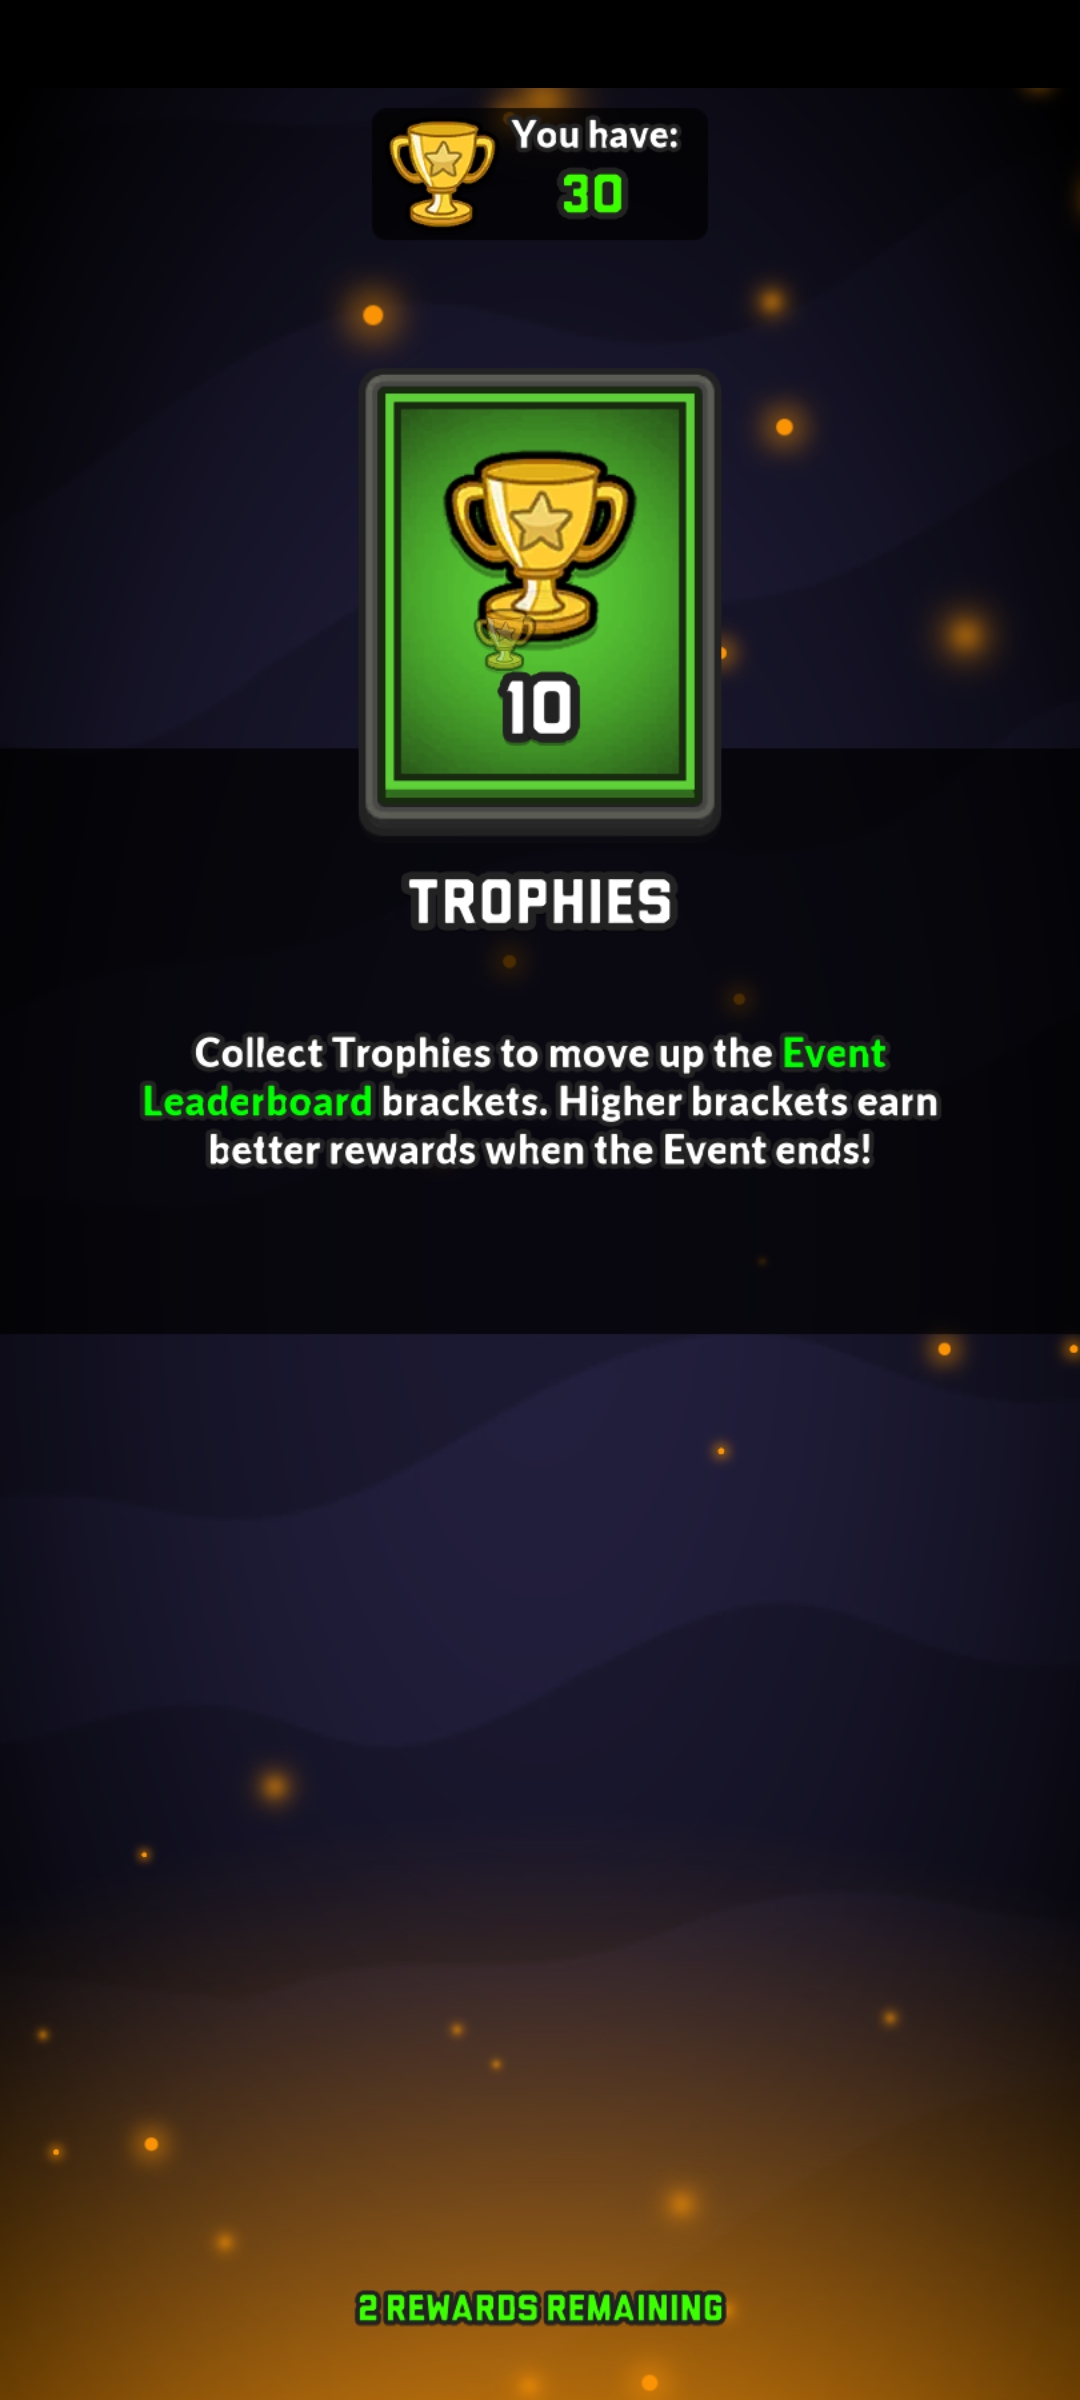 You have:
30
10
TROPHIES
Collect Trophies to move up the Event
Leaderboard brackets. Higher brackets earn
better rewards when the Event ends!
2 REWARDS REMAINING